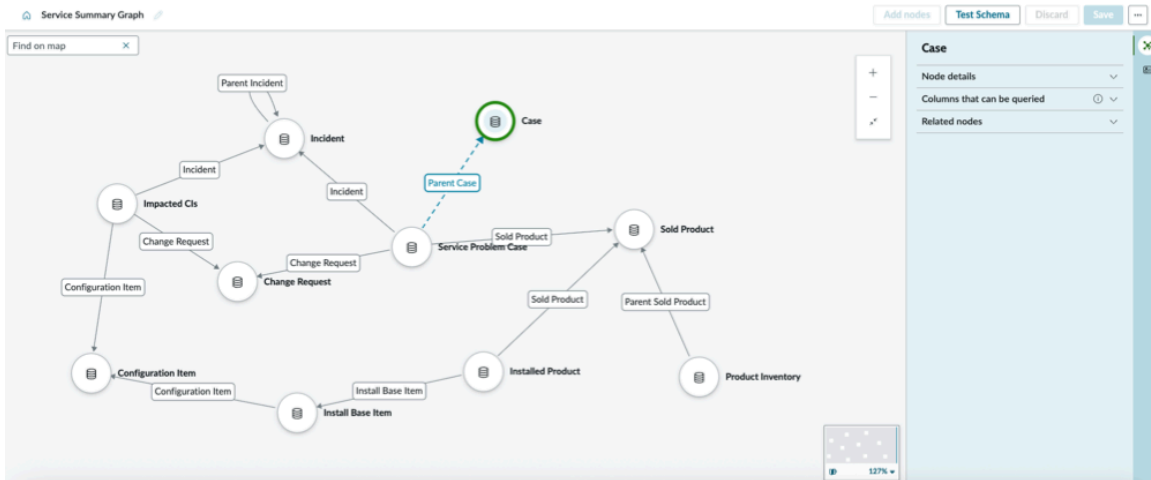 Service Summary Graph
Add nodes
Test Schema
Discard
Save
Find on map
Case
Node details
Columns that can be queried
Related nodes
Parent Incident
Incident
Case
Incident
Incident
Parent Case
Impacted CIs
Sold Product
Sold Product
Change Request
Service Problem Case
Change Request
Change Request
Configuration Item
Sold Product
Parent Sold Product
Configuration Item
Installed Product
Product Inventory
Configuration Item
Install Base Item
Install Base Item
127%